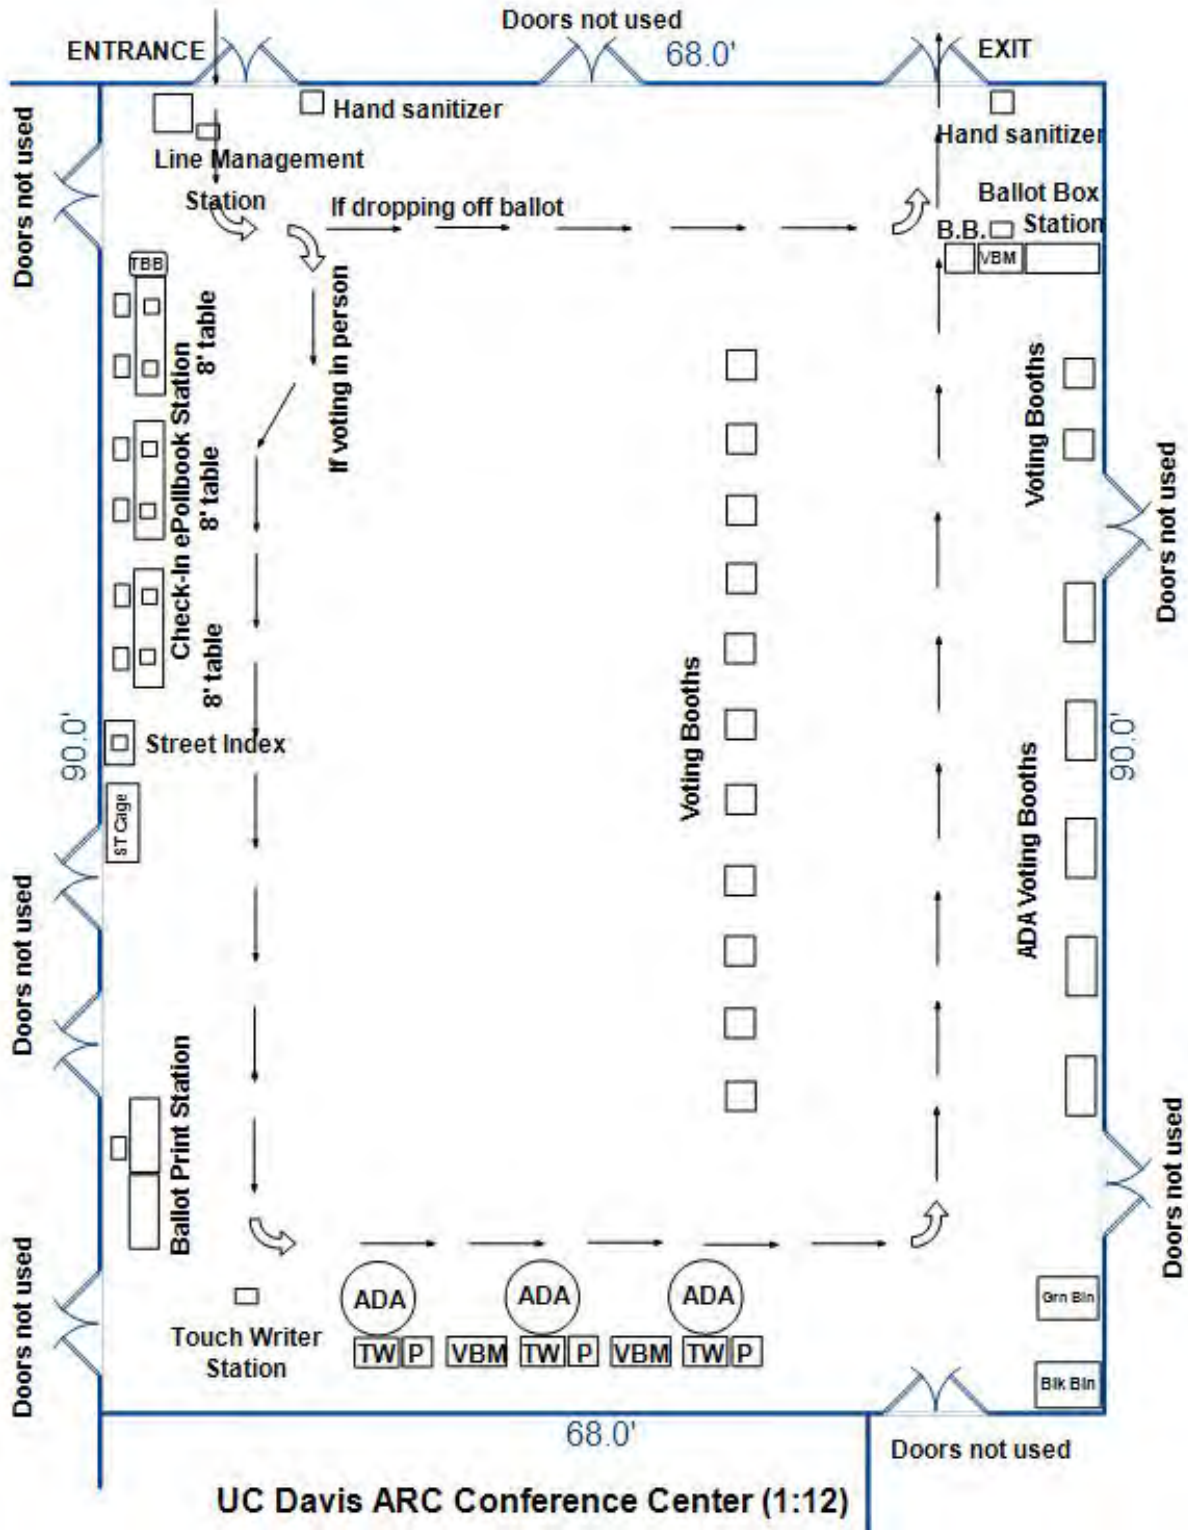 Doors not used
ENTRANCE
68.0'
EXIT
Hand sanitizer
Hand sanitizer
Doors not used
Line Management
Station
If dropping off ballot
Ballot Box
Station
B.B.
VBM
TBB
8' table
If voting in person
Check-In ePollbook Station
8' table
8' table
Voting Booths
Doors not used
Voting Booths
90.0'
Street Index
ST Cage
90.0'
ADA Voting Booths
Doors not used
Ballot Print Station
Doors not used
Doors not used
ADA
ADA
ADA
Grn Bin
Touch Writer
Station
TW
P
VBM
TW
P
VBM
TW
P
Blk Bin
68.0'
Doors not used
UC Davis ARC Conference Center (1:12)